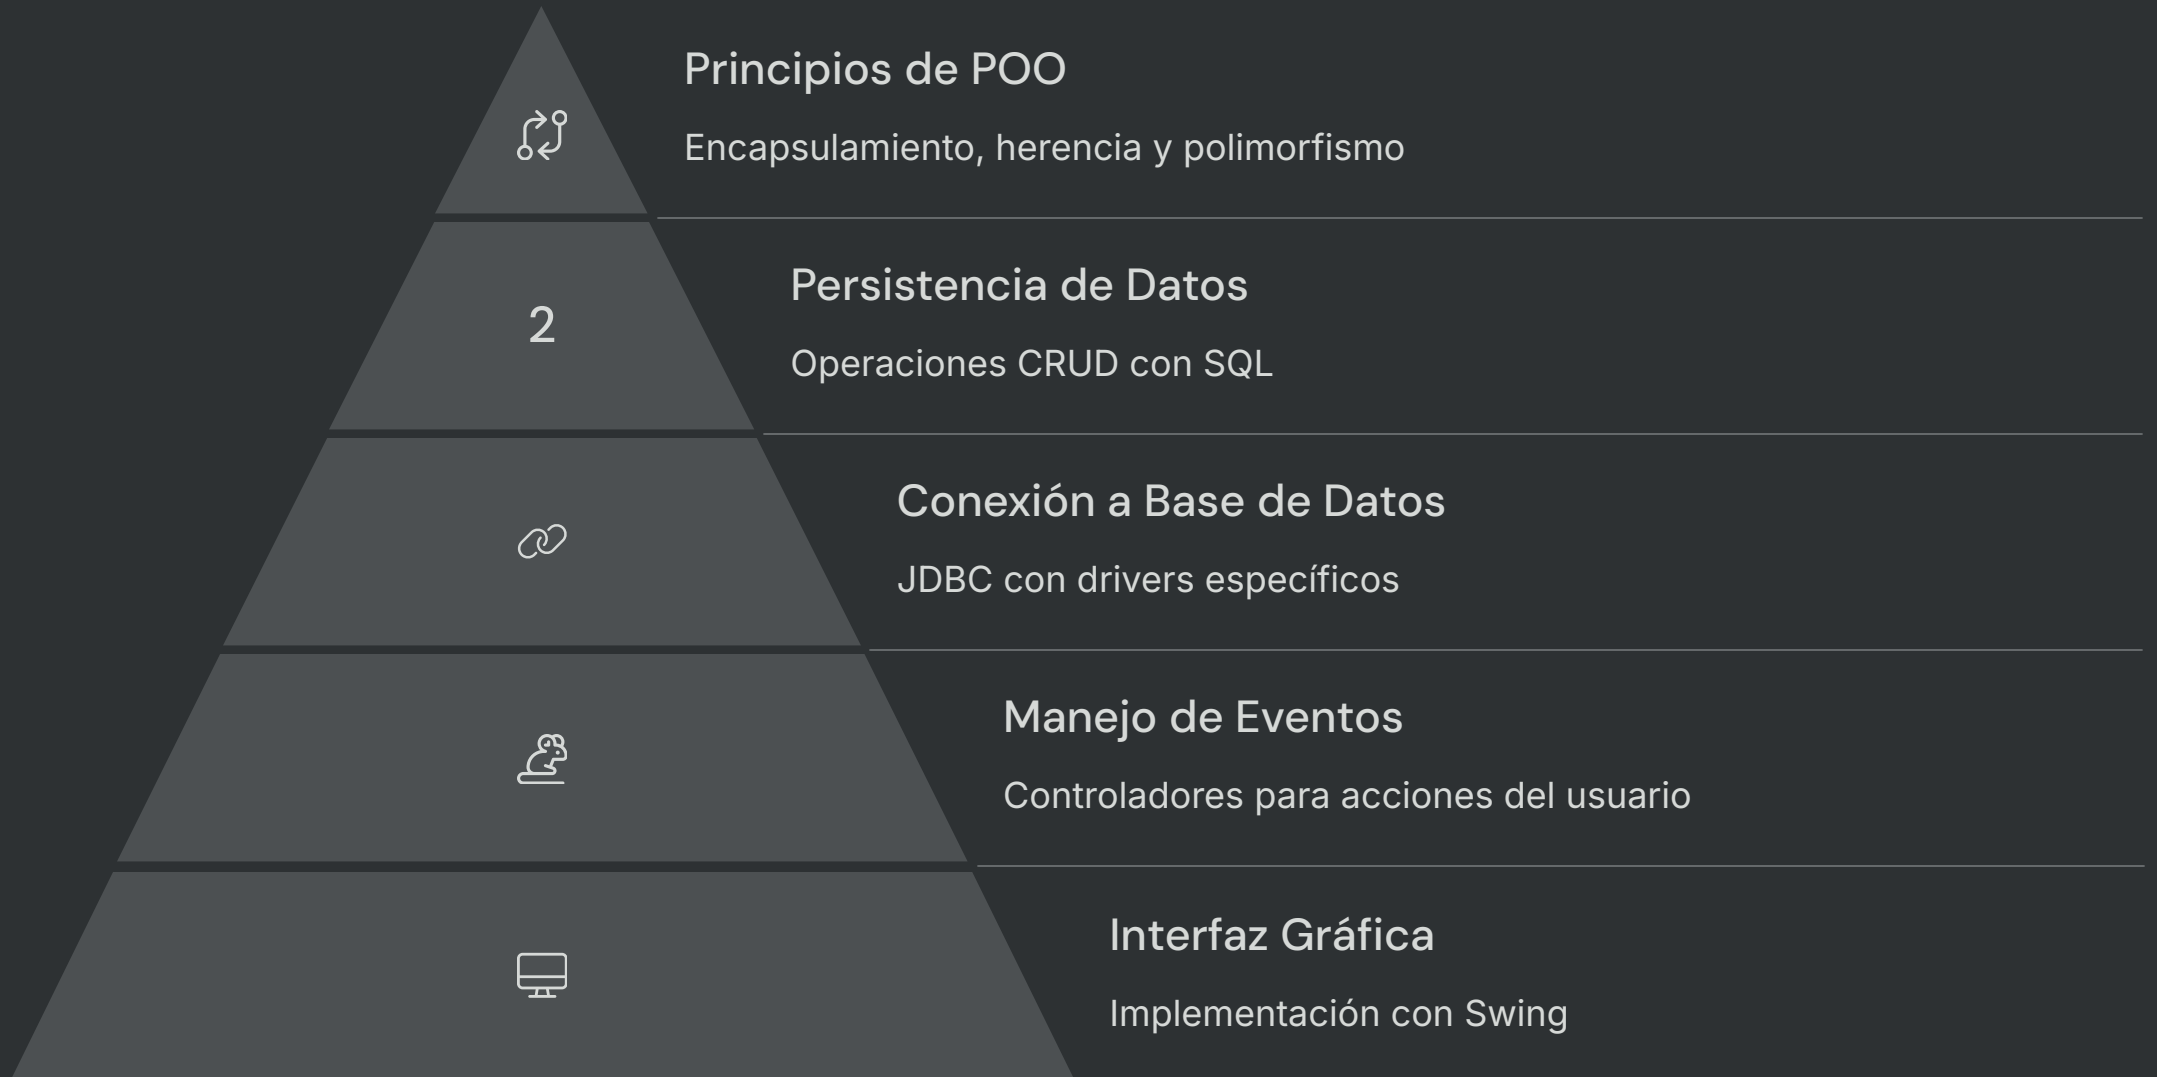 Principios de POO
Encapsulamiento, herencia y polimorfismo
2
Persistencia de Datos
Operaciones CRUD con SQL
Conexión a Base de Datos
JDBC con drivers específicos
Manejo de Eventos
Controladores para acciones del usuario
Interfaz Gráfica
Implementación con Swing